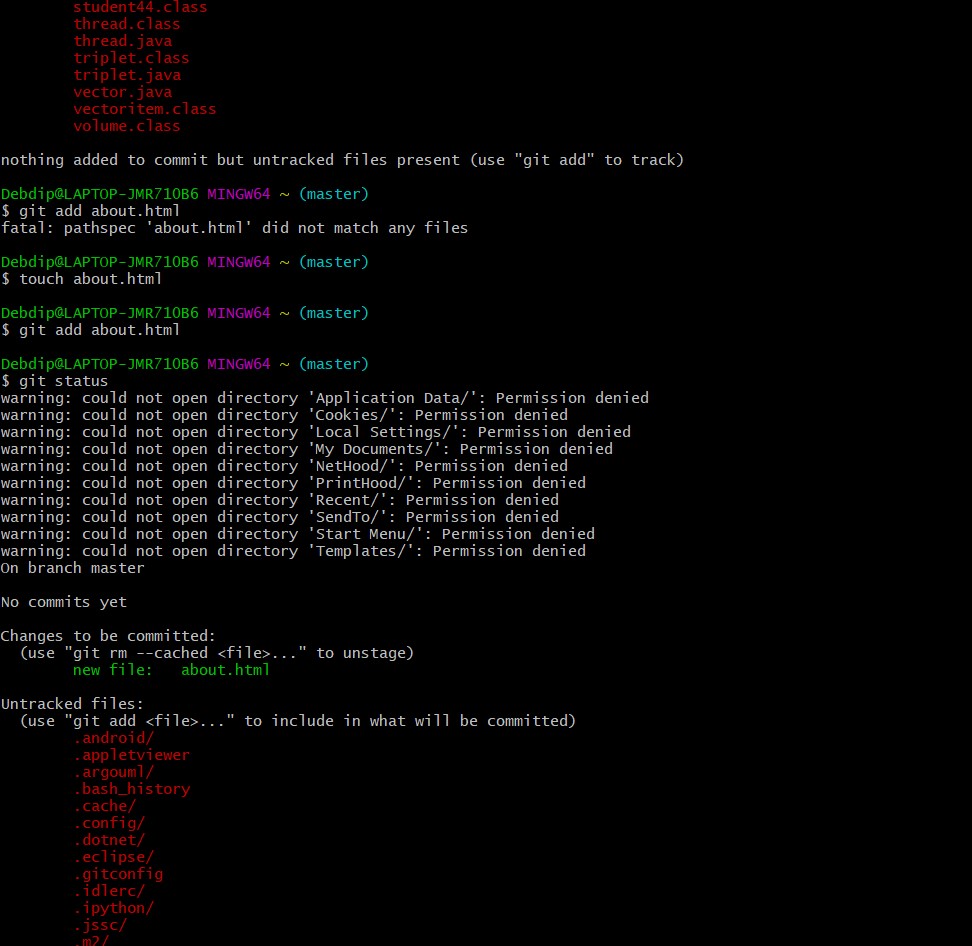 student44.class
thread.class
thread.java
triplet.class
triplet.java
vector.java
vectoritem.class
volume.class
nothing added to commit but untracked files present (use "git add" to track)
Debdip@LAPTOP-JMR71OB6 MINGW64 ~ (master)
$ git add about.html
fatal: pathspec 'about.html' did not match any files
Debdip@LAPTOP-JMR71OB6 MINGW64 ~ (master)
$ touch about.html
Debdip@LAPTOP-JMR71OB6 MINGW64 ~ (master)
$ git add about.html
Debdip@LAPTOP-JMR71OB6 MINGW64 ~ (master)
$ git status
warning: could not open directory 'Application Data/': Permission denied
warning: could not open directory 'Cookies/': Permission denied
warning: could not open directory 'Local Settings/': Permission denied
warning: could not open directory 'My Documents/': Permission denied
warning: could not open directory 'NetHood/': Permission denied
warning: could not open directory 'PrintHood/': Permission denied
warning: could not open directory 'Recent/': Permission denied
warning: could not open directory 'SendTo/': Permission denied
warning: could not open directory 'Start Menu/': Permission denied
warning: could not open directory 'Templates/': Permission denied
On branch master
No commits yet
Changes to be committed:
(use "git rm --cached <file>..." to unstage)
new file:   about.html
Untracked files:
(use "git add <file>..." to include in what will be committed)
.android/
.appletviewer
.argouml/
.bash_history
.cache/
.config/
.dotnet/
.eclipse/
.gitconfig
.idlerc/
.ipython/
.jssc/
.m2/